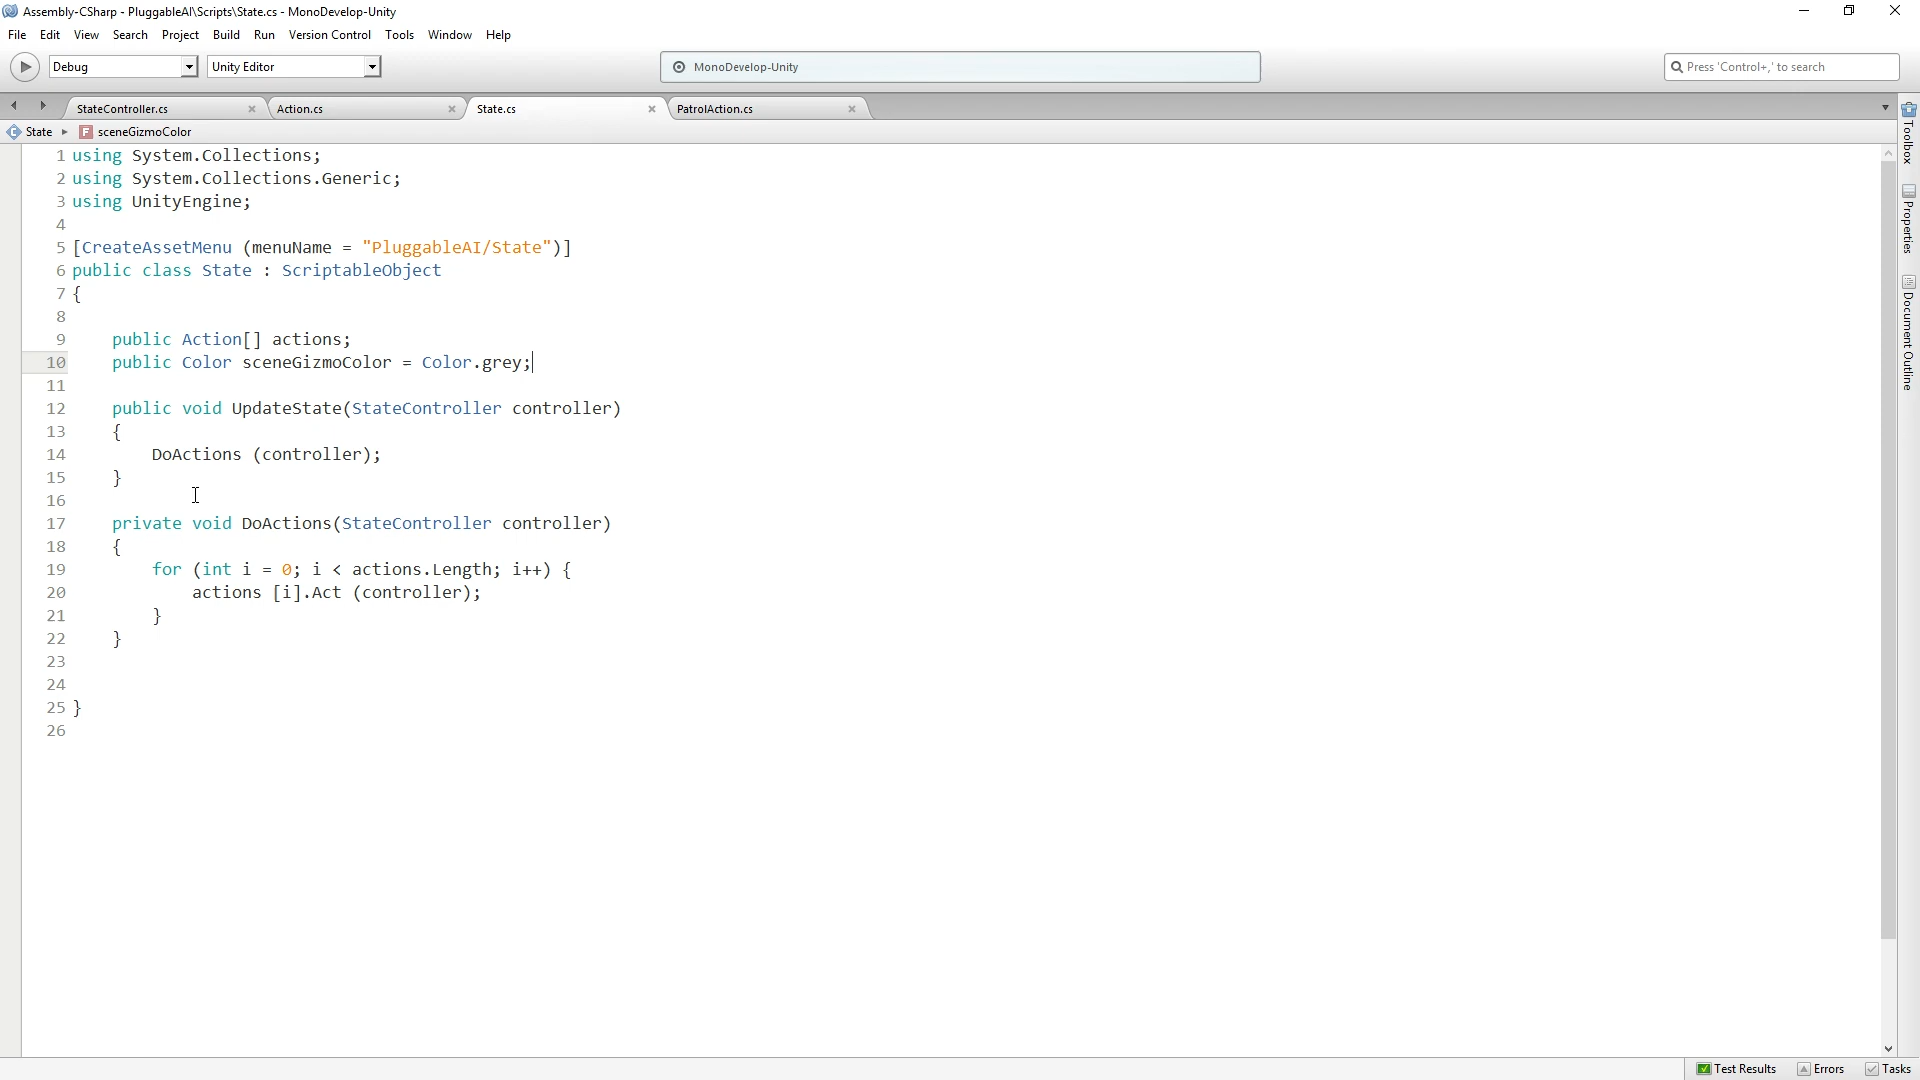 Assembly-CSharp - PluggableAI\Scripts\State.cs - MonoDevelop-Unity
File Edit View Search Project Build Run Version Control Tools Window Help
Debug Unity Editor MonoDevelop-Unity Press 'Control+,' to search
StateController.cs Action.cs State.cs PatrolAction.cs
State sceneGizmoColor
1 using System.Collections;
2 using System.Collections.Generic;
3 using UnityEngine;
4
5 [CreateAssetMenu (menuName = "PluggableAI/State")]
6 public class State : ScriptableObject
7 {
8
9 public Action[] actions;
10 public Color sceneGizmoColor = Color.grey;
11
12 public void UpdateState(StateController controller)
13 {
14 DoActions (controller);
15 }
16
17 private void DoActions(StateController controller)
18 {
19 for (int i = 0; i < actions.Length; i++) {
20 actions [i].Act (controller);
21 }
22 }
23
24
25 }
26
Toolbox
Properties
Document Outline
Test Results Errors Tasks